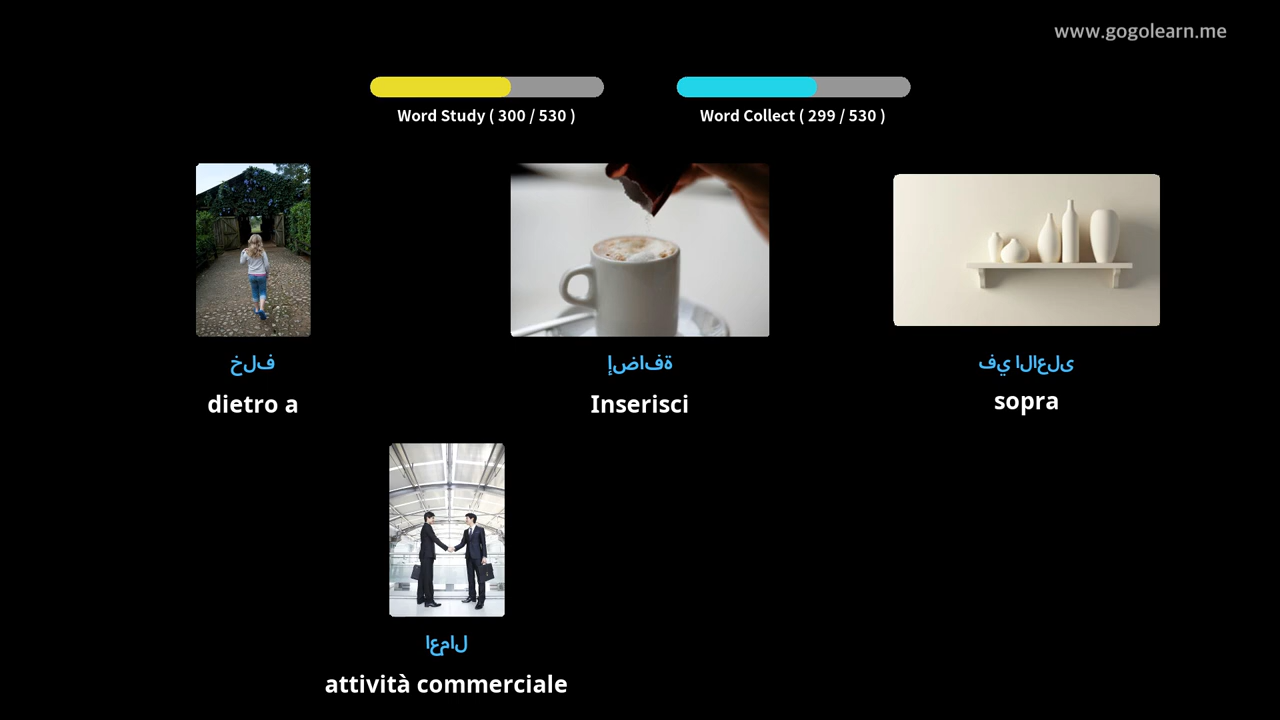 www.gogolearn.me
Word Study ( 300 / 530 )
Word Collect ( 299 / 530 )
خلف
dietro a
إضافة
Inserisci
في الاعلى
sopra
اعمال
attività commerciale